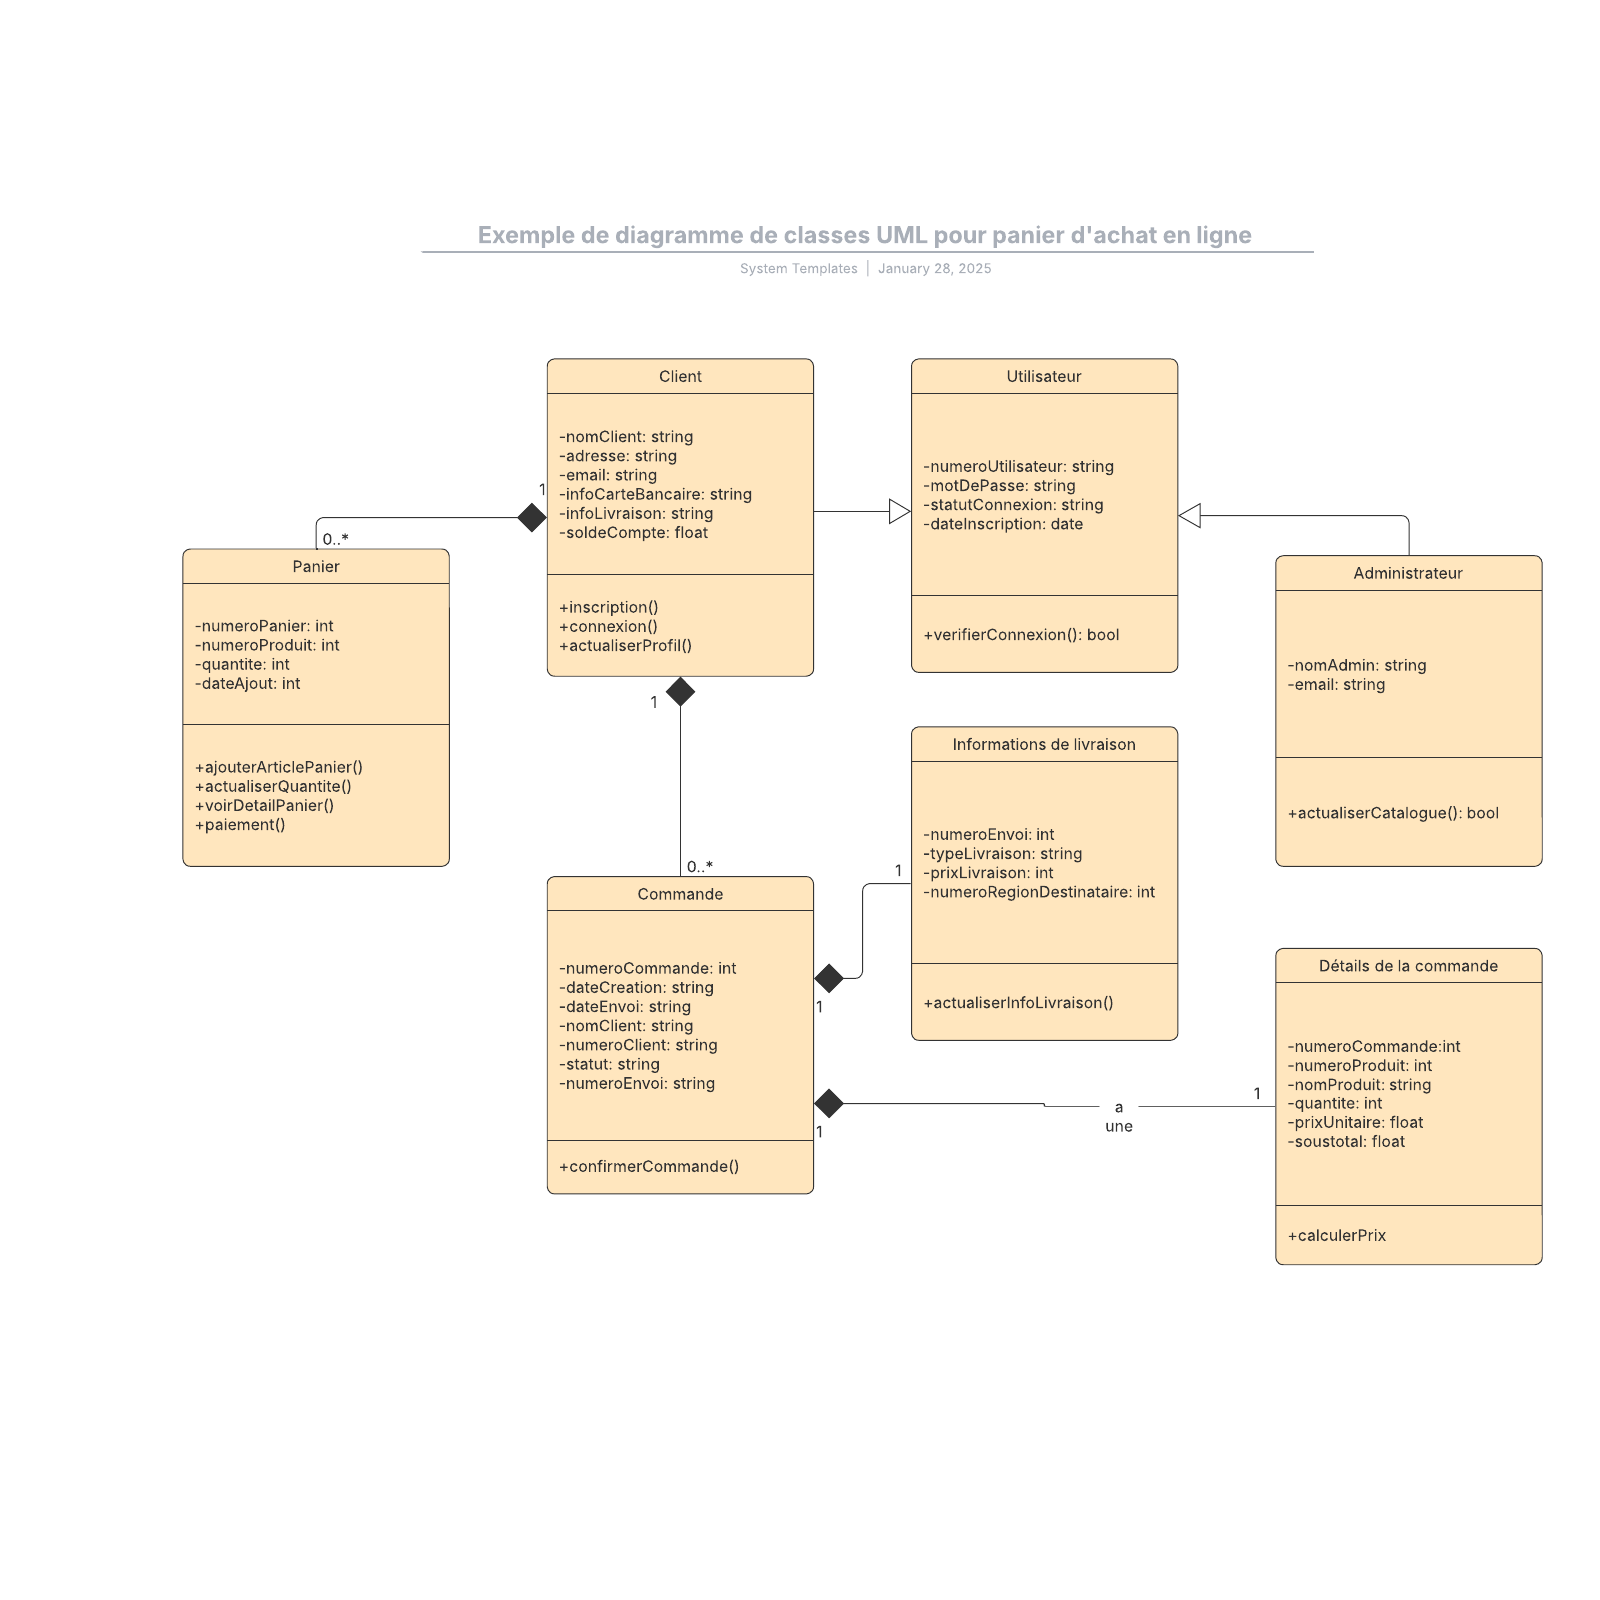 Exemple de diagramme de classes UML pour panier d'achat en ligne
System Templates | January 28, 2025
Client
-nomClient: string
-adresse: string
-email: string
-infoCarteBancaire: string
-infoLivraison: string
-soldeCompte: float
+inscription()
+connexion()
+actualiserProfil()
Utilisateur
-numeroUtilisateur: string
-motDePasse: string
-statutConnexion: string
-dateInscription: date
+verifierConnexion(): bool
1
0..*
Panier
-numeroPanier: int
-numeroProduit: int
-quantite: int
-dateAjout: int
+ajouterArticlePanier()
+actualiserQuantite()
+voirDetailPanier()
+paiement()
Administrateur
-nomAdmin: string
-email: string
+actualiserCatalogue(): bool
1
0..*
Informations de livraison
-numeroEnvoi: int
-typeLivraison: string
-prixLivraison: int
-numeroRegionDestinataire: int
+actualiserInfoLivraison()
Commande
-numeroCommande: int
-dateCreation: string
-dateEnvoi: string
-nomClient: string
-numeroClient: string
-statut: string
-numeroEnvoi: string
+confirmerCommande()
1
1
1
a
une
1
Détails de la commande
-numeroCommande:int
-numeroProduit: int
-nomProduit: string
-quantite: int
-prixUnitaire: float
-soustotal: float
+calculerPrix